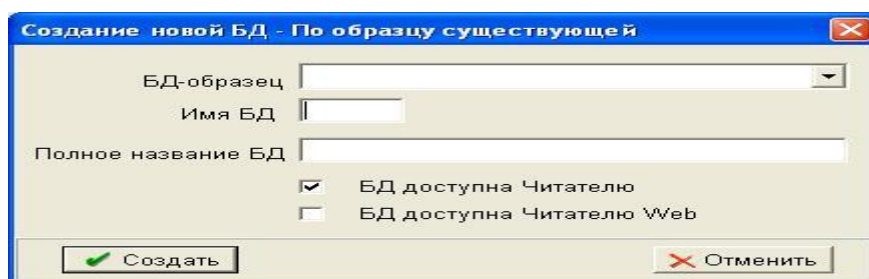 Создание новой БД - По образцу существующей
БД-образец
Имя БД
Полное название БД
БД доступна Читателю
БД доступна Читателю Web
Создать Отменить